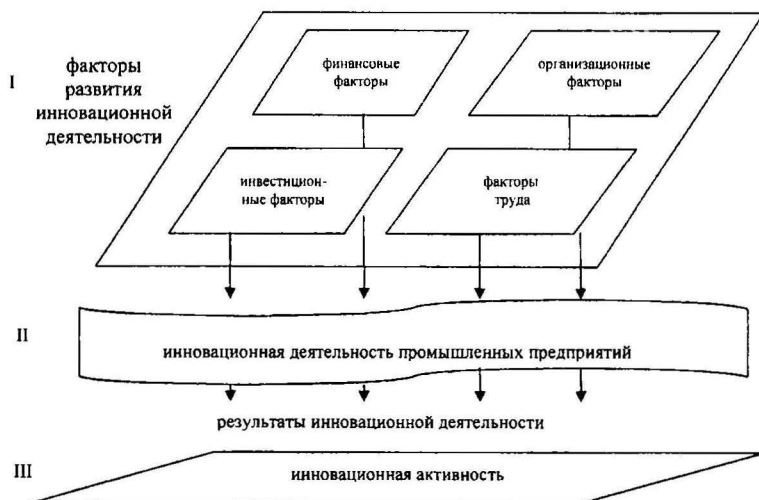 I
факторы
развития
инновационной
деятельности
финансовые
факторы
организационные
факторы
инвестицион-
ные факторы
факторы
труда
II
инновационная деятельность промышленных предприятий
результаты инновационной деятельности
III
инновационная активность